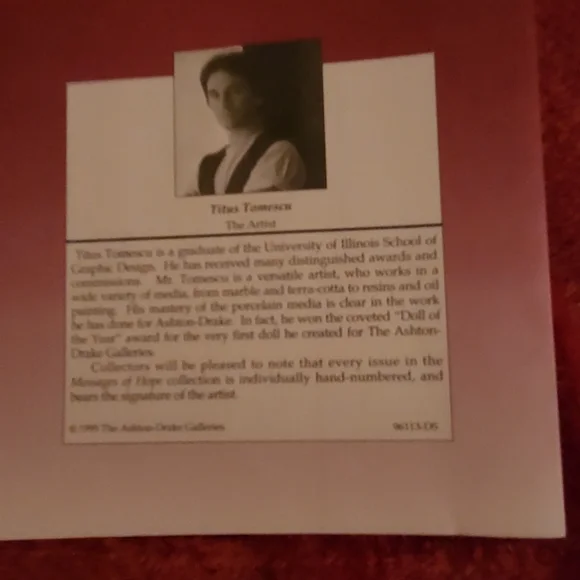 Titus Tomescu
The Artist
Titus Tomescu is a graduate of the University of Illinois School of
Graphic Design. He has received many distinguished awards and
commissions. Mr. Tomescu is a versatile artist, who works in a
wide variety of media, from marble and terra-cotta to resins and oil
painting. His mastery of the porcelain media is clear in the work
he has done for Ashton-Drake. In fact, he won the coveted "Doll of
the Year" award for the very first doll he created for The Ashton-
Drake Galleries.
Collectors will be pleased to note that every issue in the
Messages of Hope collection is individually hand-numbered, and
bears the signature of the artist.
© The Ashton-Drake Galleries
96113-DS